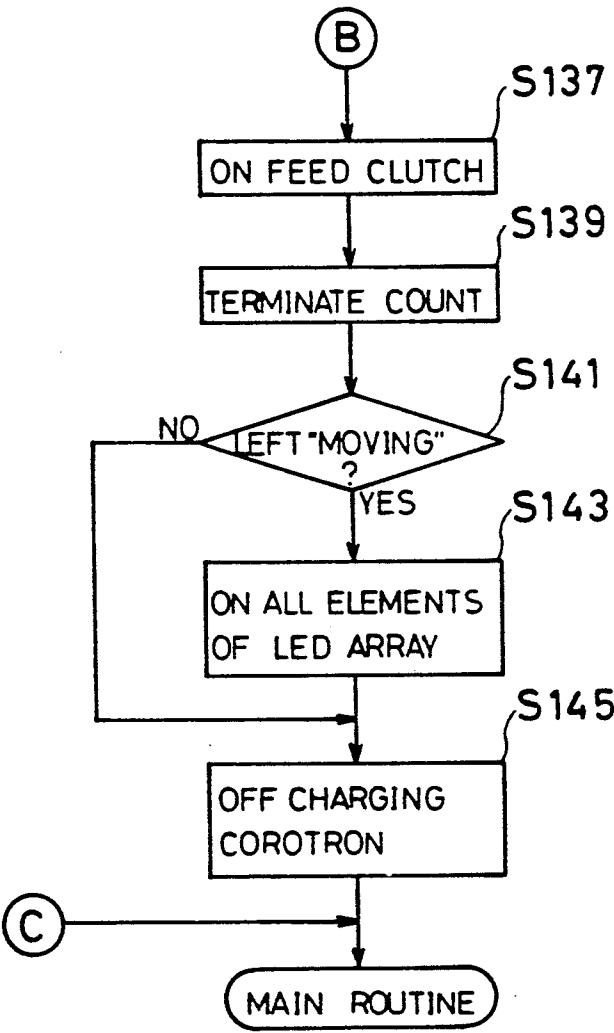 B
S137
ON FEED CLUTCH
S139
TERMINATE COUNT
S141
NO
LEFT "MOVING"
?
YES
S143
ON ALL ELEMENTS
OF LED ARRAY
S145
OFF CHARGING
COROTRON
C
MAIN ROUTINE